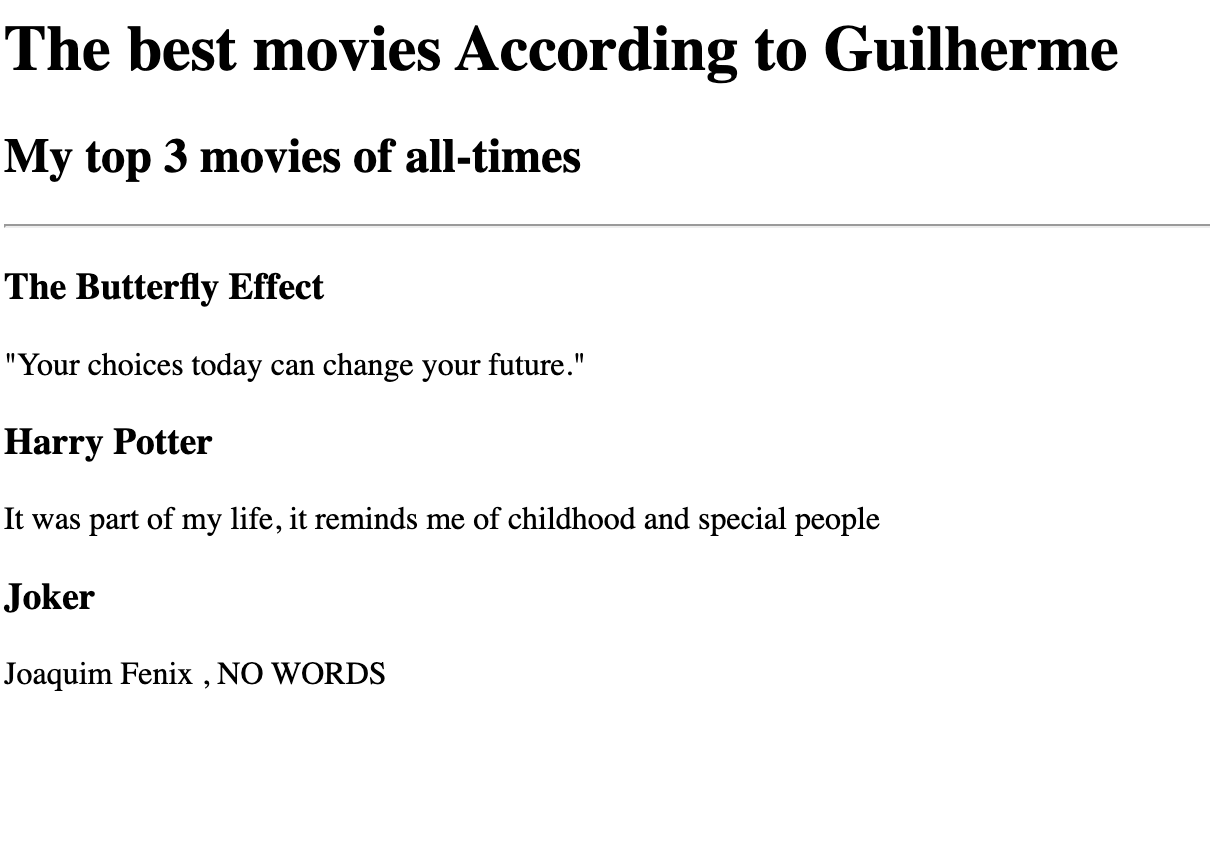 The best movies According to Guilherme
My top 3 movies of all-times
The Butterfly Effect
"Your choices today can change your future."
Harry Potter
It was part of my life, it reminds me of childhood and special people
Joker
Joaquim Fenix , NO WORDS